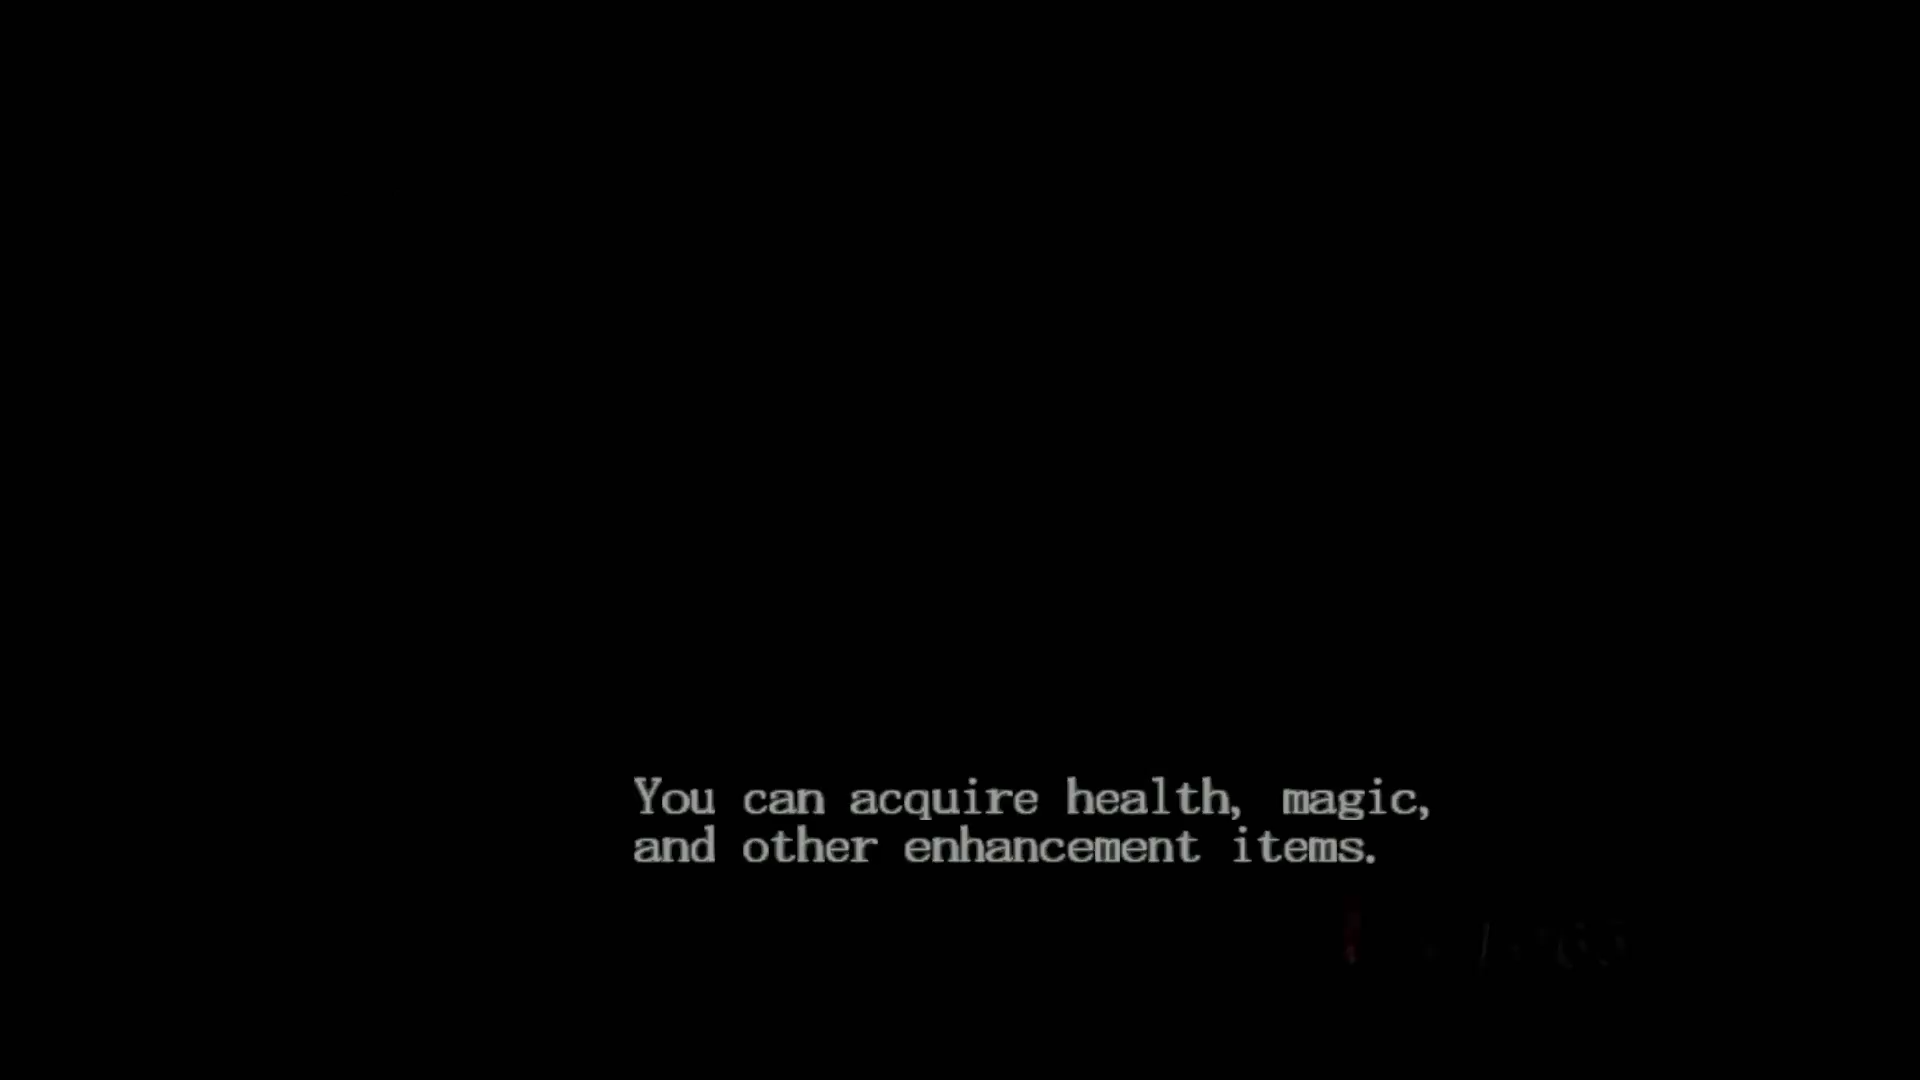 You can acquire health, magic,
and other enhancement items.